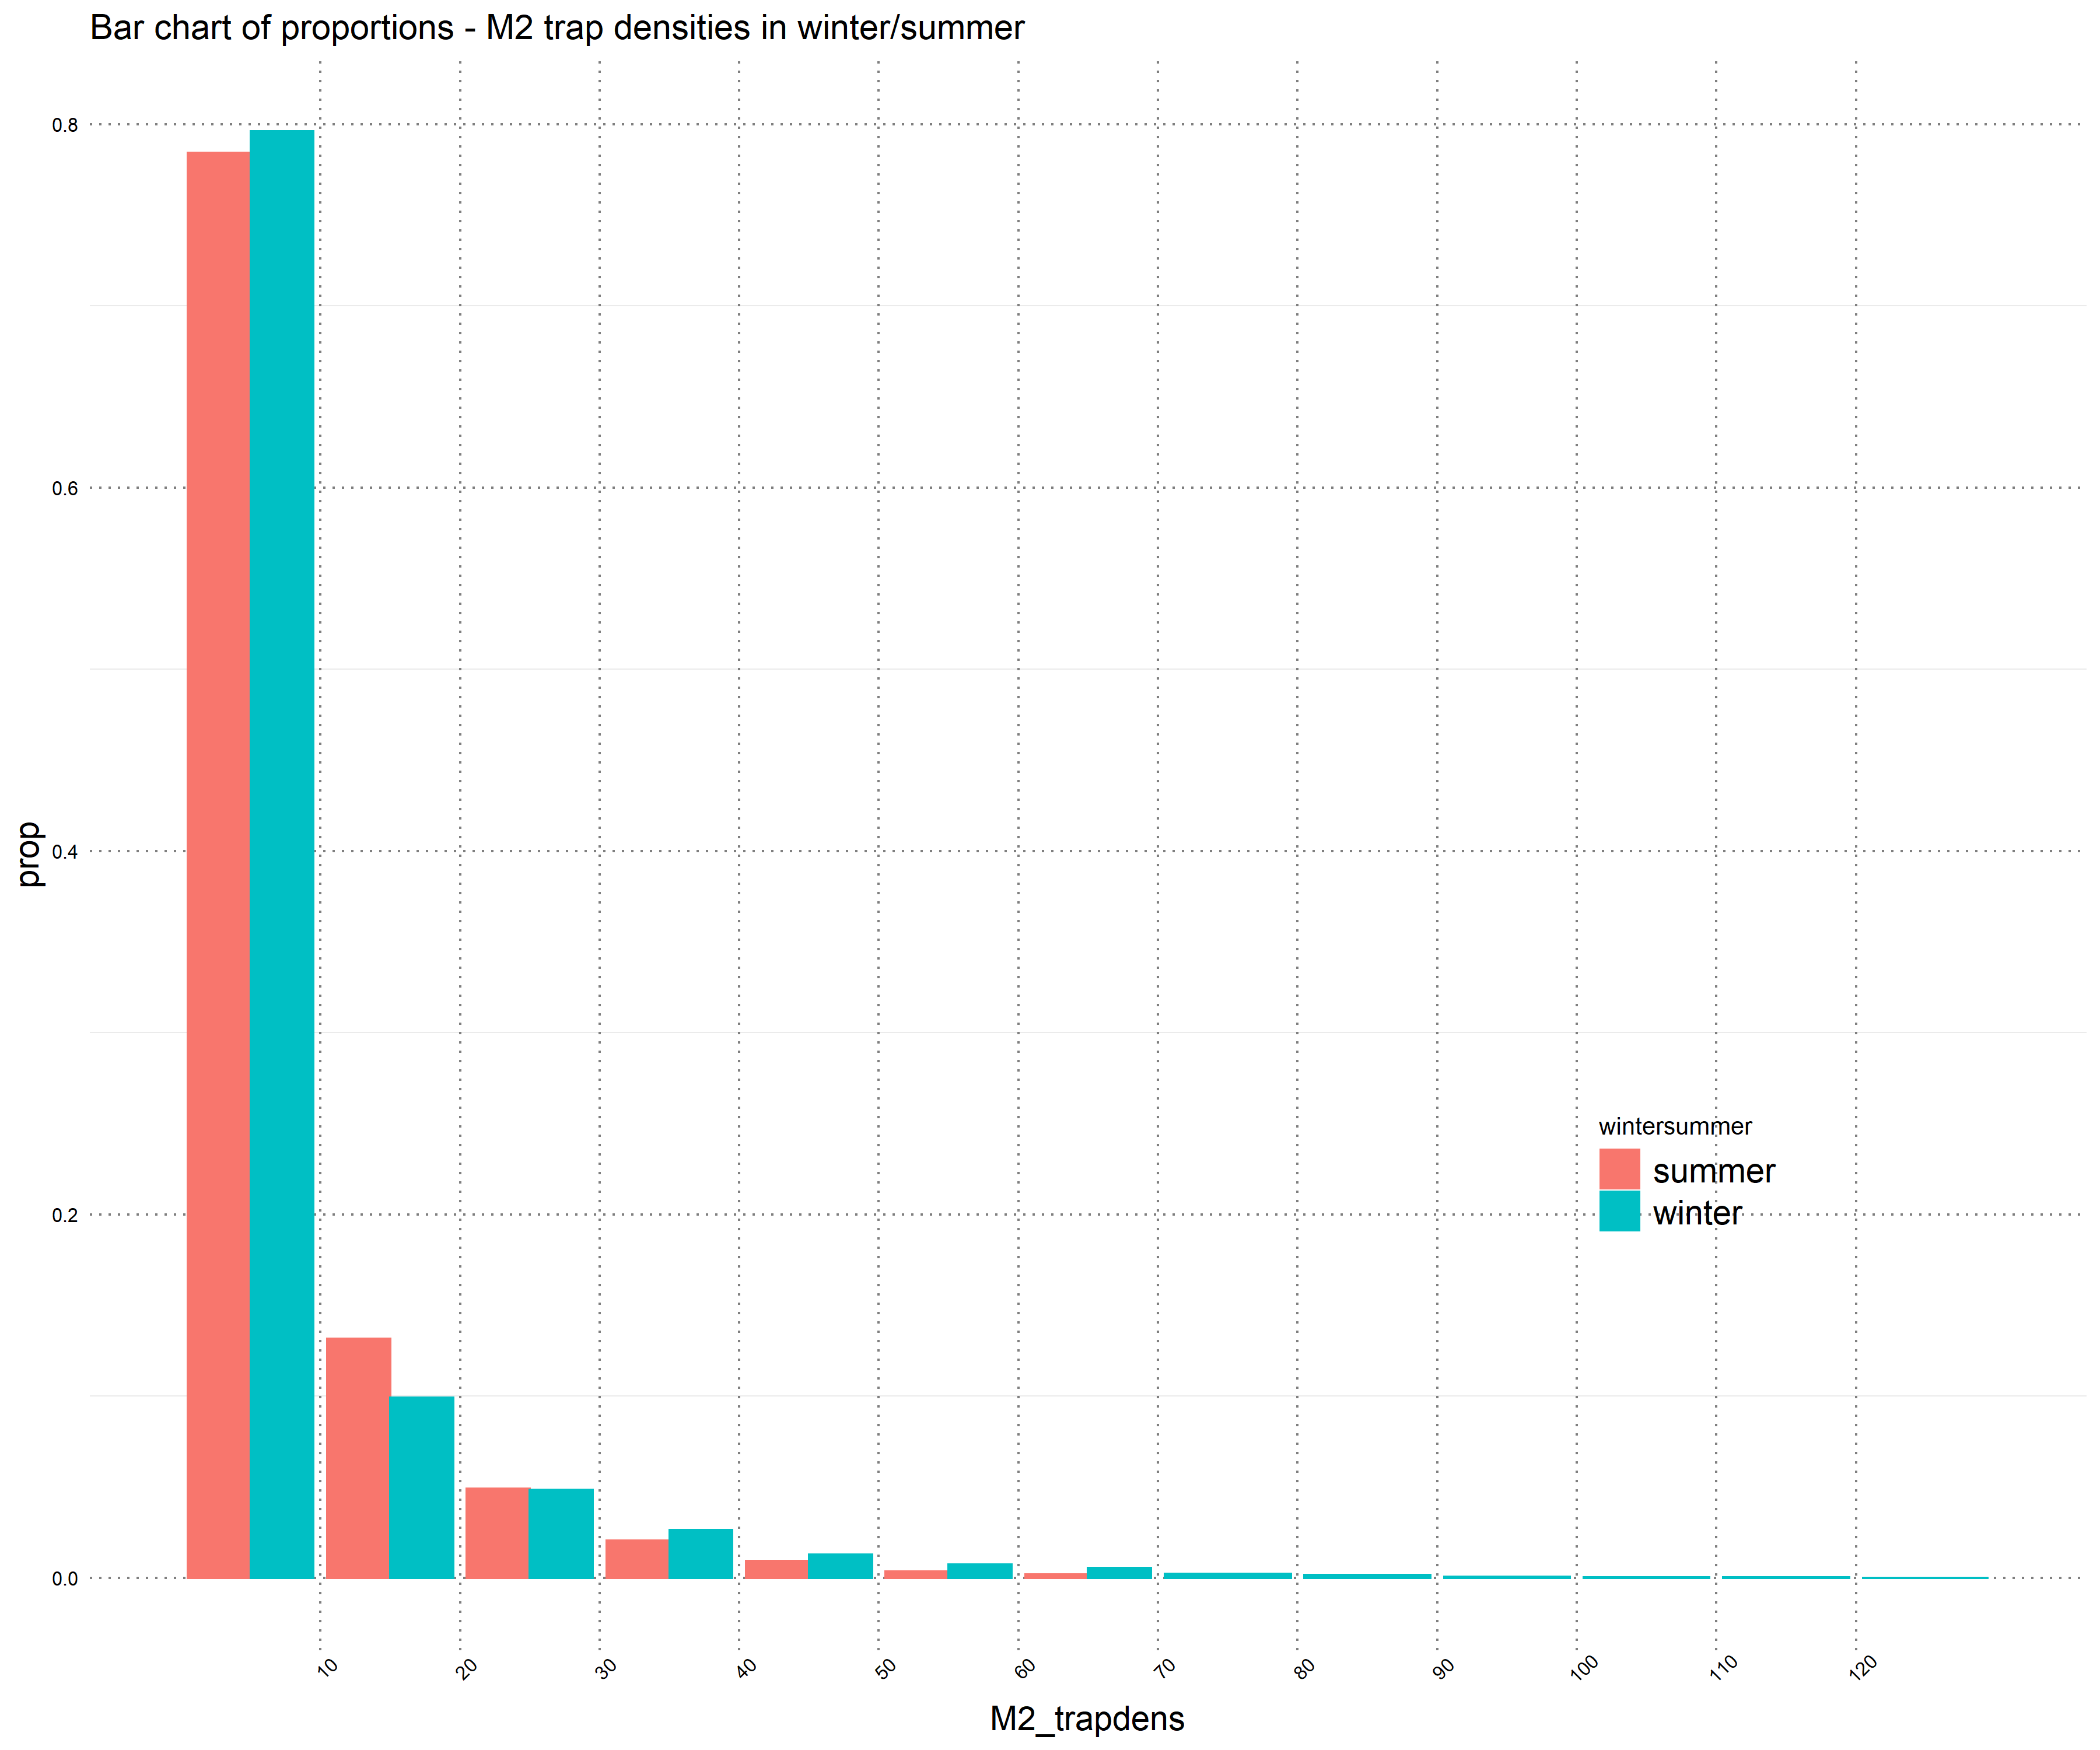 Bar chart of proportions - M2 trap densities in winter/summer
0.8
0.6
prop
0.4
wintersummer
summer
winter
0.2
0.0
10 20 30 40 50 60 70 80 90 100 110 120
M2_trapdens